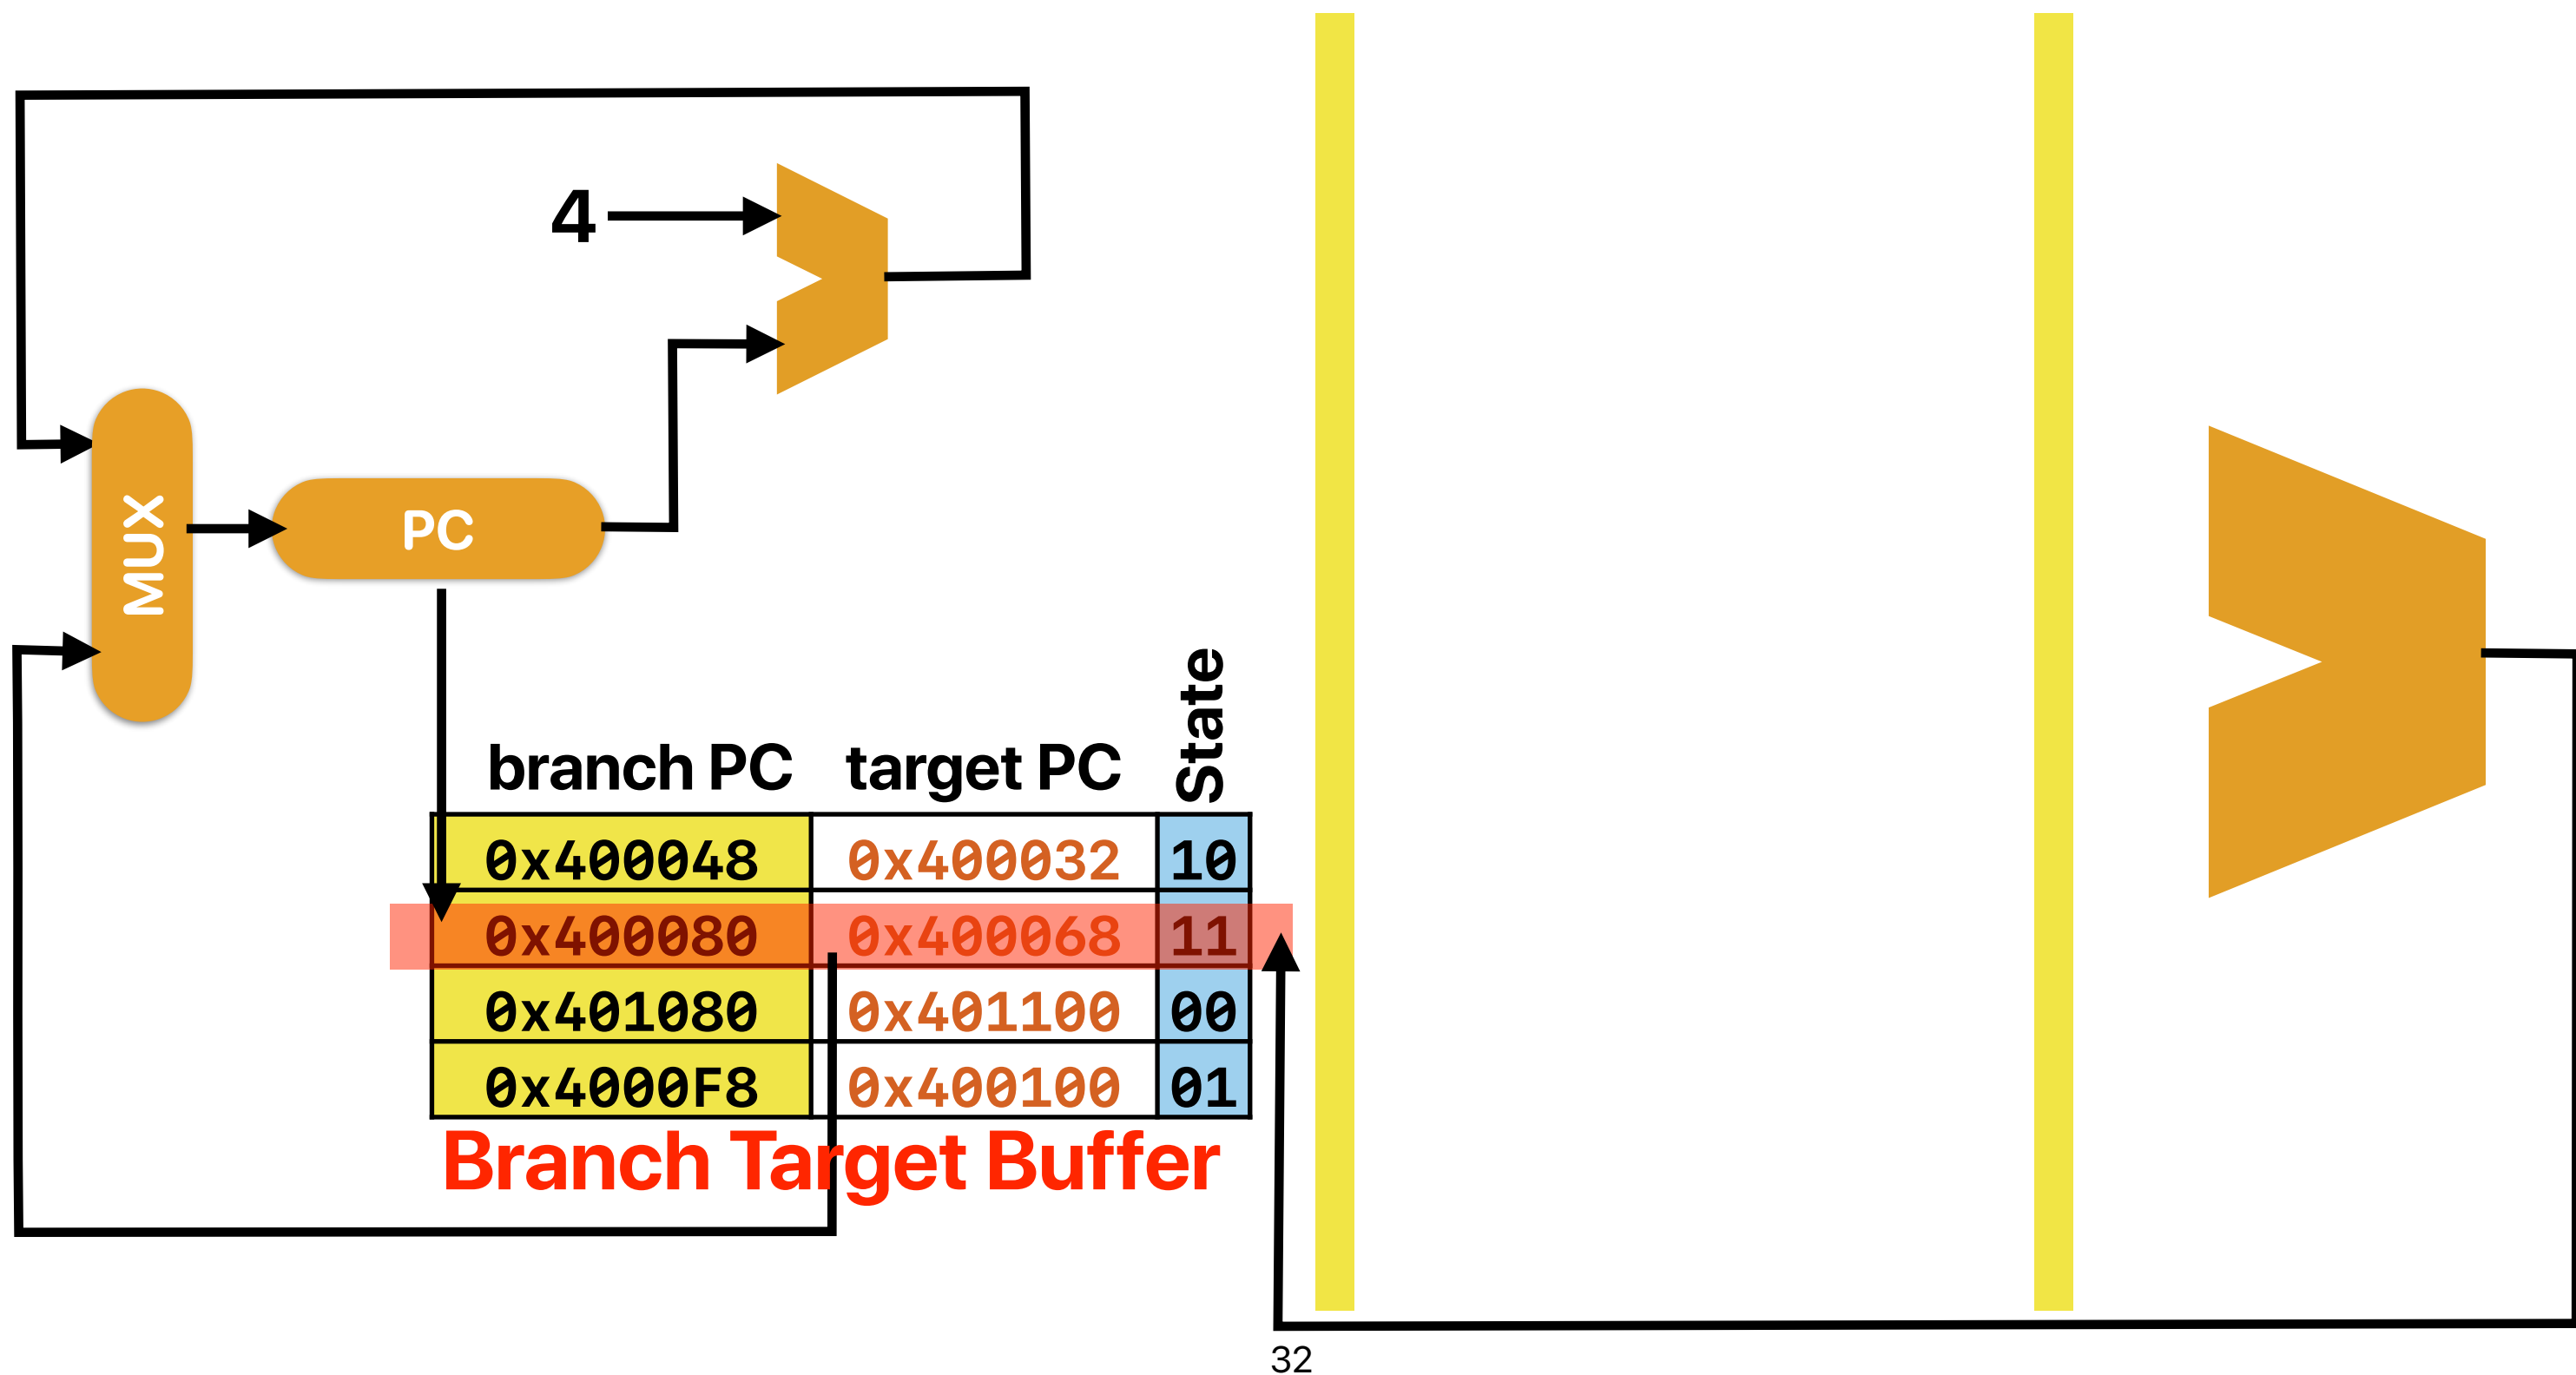 4
MUX
PC
branch PC target PC State
0x400048 0x400032 10
0x400080 0x400068 11
0x401080 0x401100 00
0x4000F8 0x400100 01
Branch Target Buffer
32